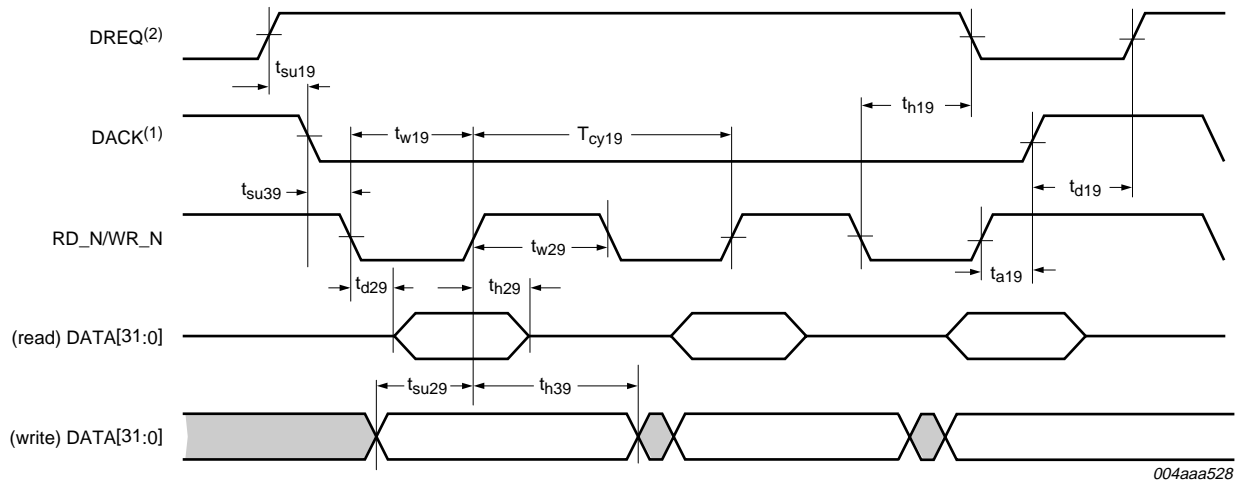 DREQ(2)
tsu19
th19
DACK(1)
tw19
Tcy19
tsu39
td19
RD_N/WR_N
tw29
td29
th29
ta19
(read) DATA[31:0]
tsu29
th39
(write) DATA[31:0]
004aaa528